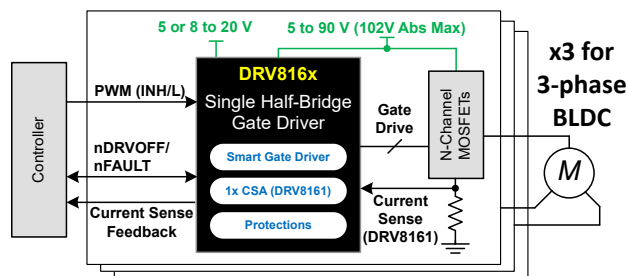 5 or 8 to 20 V
5 to 90 V (102V Abs Max)
x3 for
3-phase
BLDC
Controller
PWM (INH/L)
nDRVOFF/
nFAULT
Current Sense
Feedback
DRV816x
Single Half-Bridge
Gate Driver
Smart Gate Driver
1x CSA (DRV8161)
Protections
Gate
Drive
N-Channel
MOSFETs
Current
Sense
(DRV8161)
M